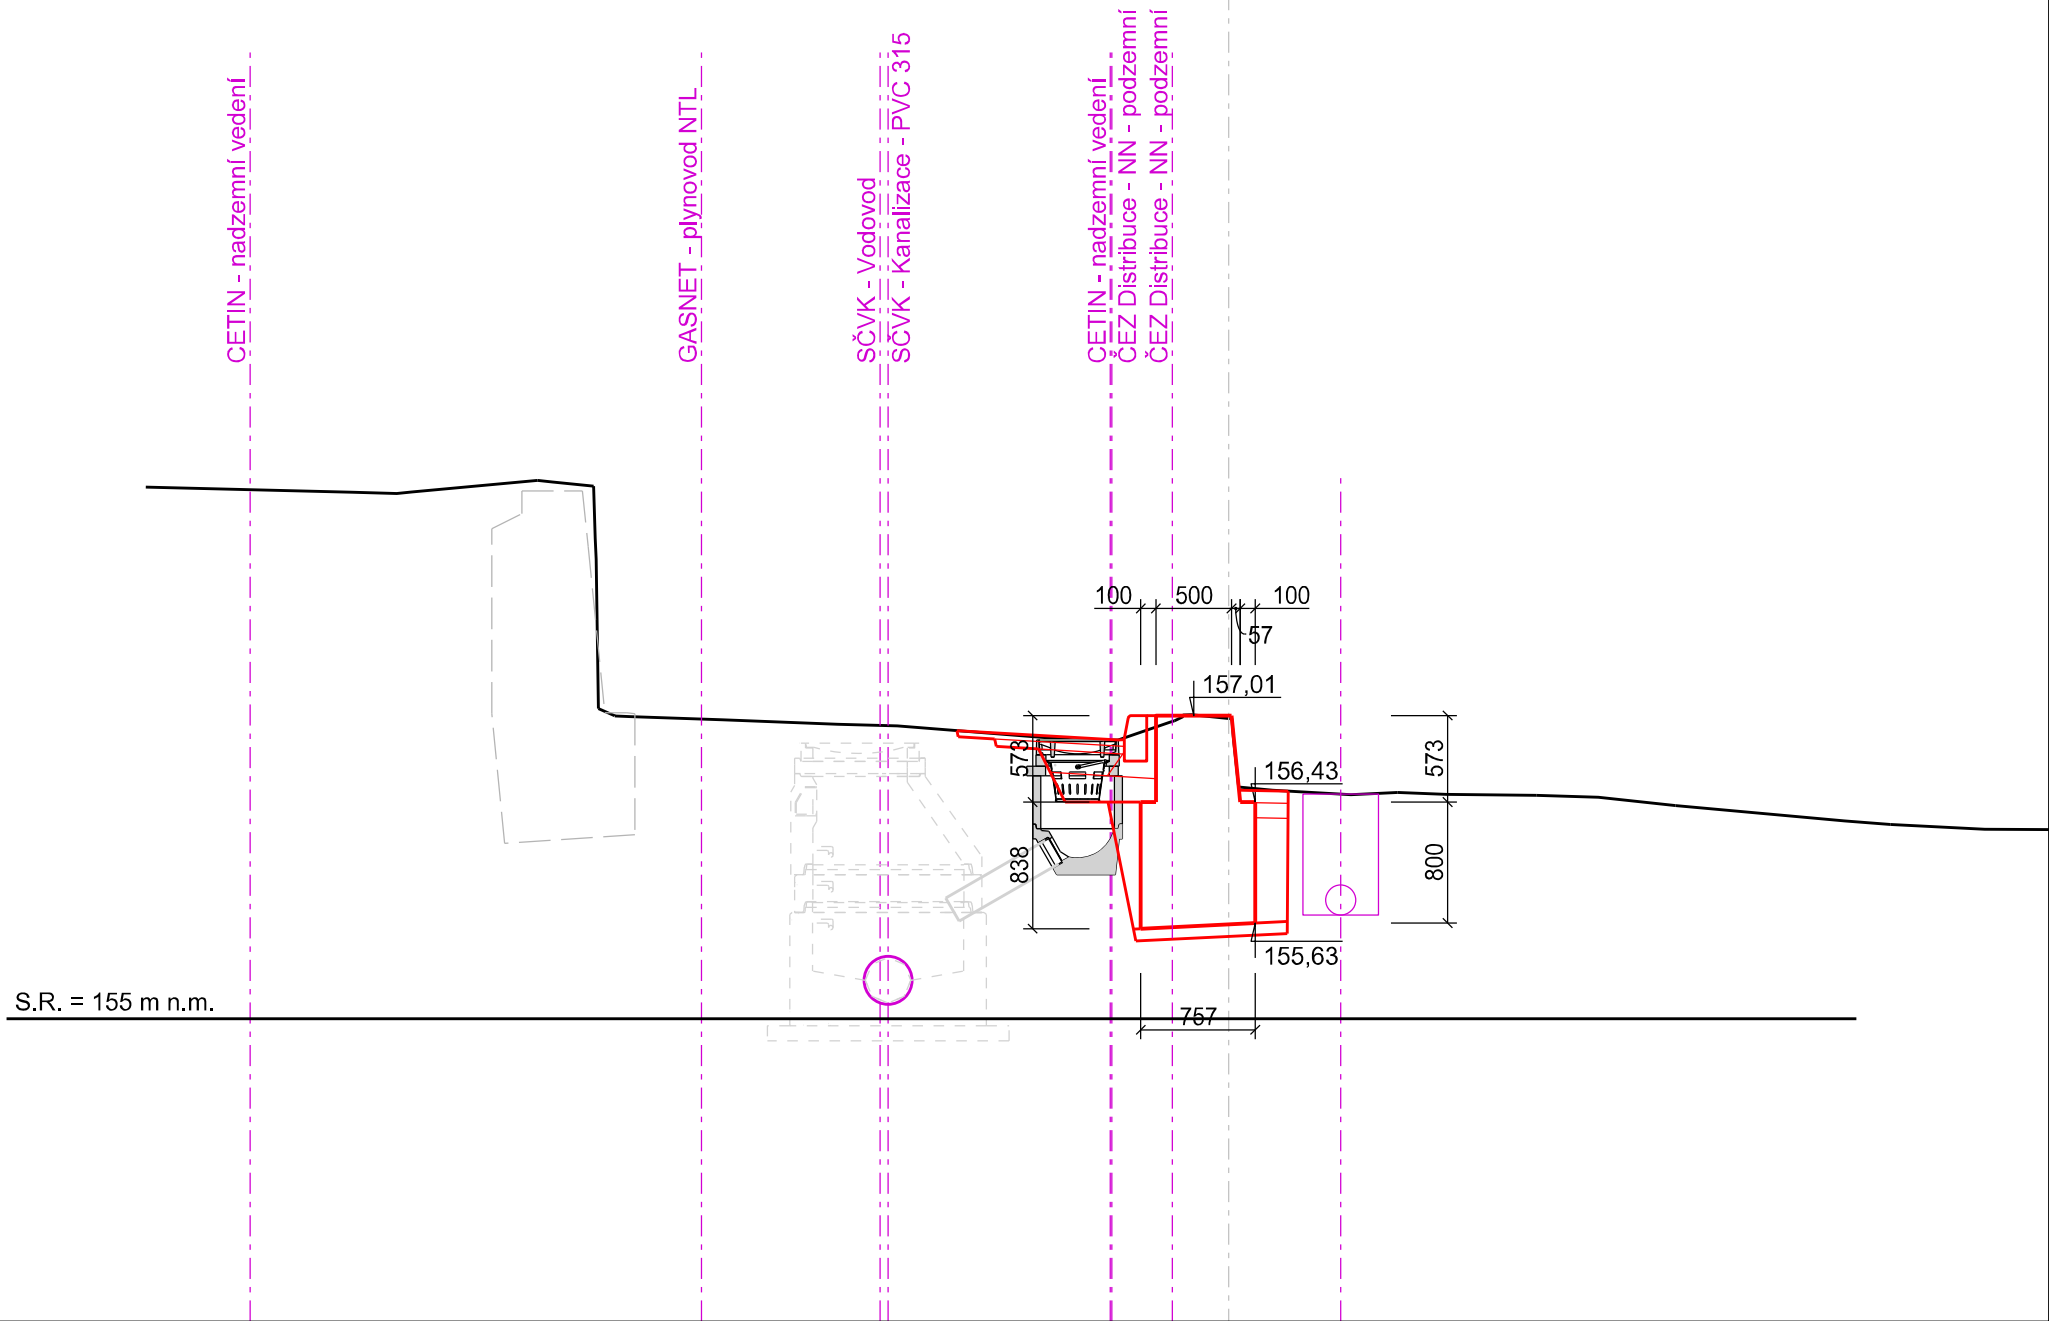 CETIN - nadzemní vedení
GASNET - plynovod NTL
SČVK - Vodovod
SČVK - Kanalizace - PVC 315
CETIN - nadzemní vedení
ČEZ Distribuce - NN - podzemní
ČEZ Distribuce - NN - podzemní
100
500
100
57
157,01
573
573
156,43
838
800
155,63
S.R. = 155 m n.m.
757